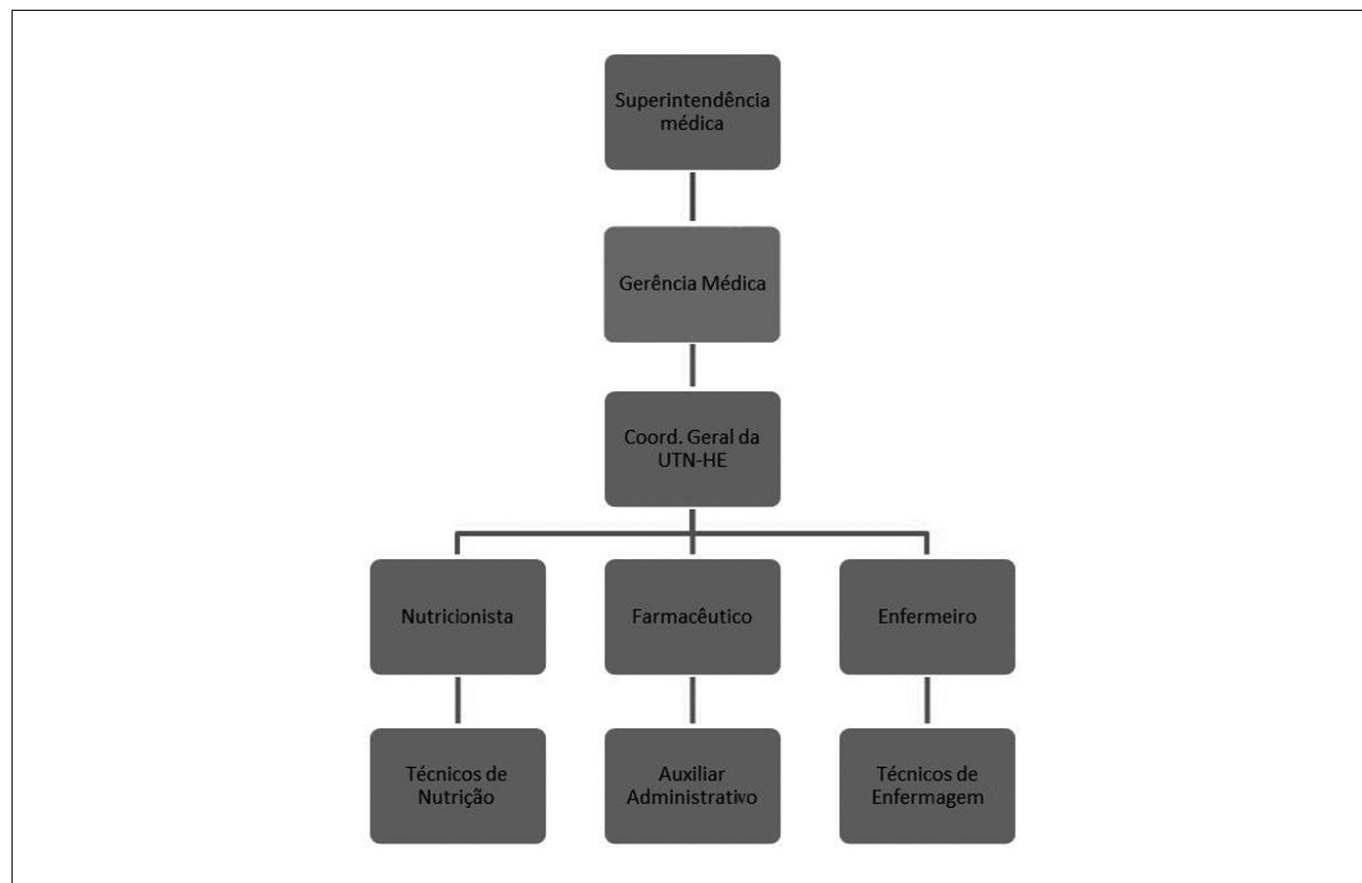 Superintendência
médica
Gerência Médica
Coord. Geral da
UTN-HE
Nutricionista
Farmacêutico
Enfermeiro
Técnicos de
Nutrição
Auxiliar
Administrativo
Técnicos de
Enfermagem